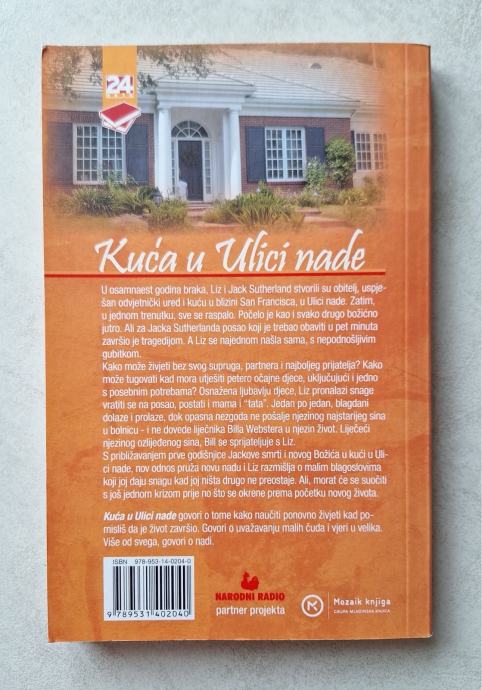 24
SATA
Kuća u Ulici nade
U osamnaest godina braka, Liz i Jack Sutherland stvorili su obitelj, uspje-
šan odvjetnički ured i kuću u blizini San Francisca, u Ulici nade. Zatim,
u jednom trenutku, sve se raspalo. Počelo je kao i svako drugo božićno
jutro. Ali za Jacka Sutherlanda posao koji je trebao obaviti u pet minuta
završio je tragedijom. A Liz se najednom našla sama, s nepodnošljivim
gubitkom.
Kako može živjeti bez svog supruga, partnera i najboljeg prijatelja? Kako
može tugovati kad mora utješiti petero očajne djece, uključujući i jedno
s posebnim potrebama? Osnažena ljubavlju djece, Liz pronalazi snage
vratiti se na posao, postati i mama i "tata". Jedan po jedan, blagdani
dolaze i prolaze, dok opasna nezgoda ne pošalje njezinog najstarijeg sina
u bolnicu - i ne dovede liječnika Billa Webstera u njezin život. Liječeći
njezinog ozlijeđenog sina, Bill se sprijateljuje s Liz.
S približavanjem prve godišnjice Jackove smrti i novog Božića u kući u Uli-
ci nade, nov odnos pruža novu nadu i Liz razmišlja o malim blagoslovima
koji joj daju snagu kad joj ništa drugo ne preostaje. Ali, morat će se suočiti
s još jednom krizom prije no što se okrene prema početku novog života.
Kuća u Ulici nade govori o tome kako naučiti ponovno živjeti kad po-
misliš da je život završio. Govori o uvažavanju malih čuda i vjeri u velika.
Više od svega, govori o nadi.
ISBN 978-953-14-0204-0
9 789531 402040
NARODNI RADIO
partner projekta
Mozaik knjiga
GRUPA MLADINSKA KNJIGA